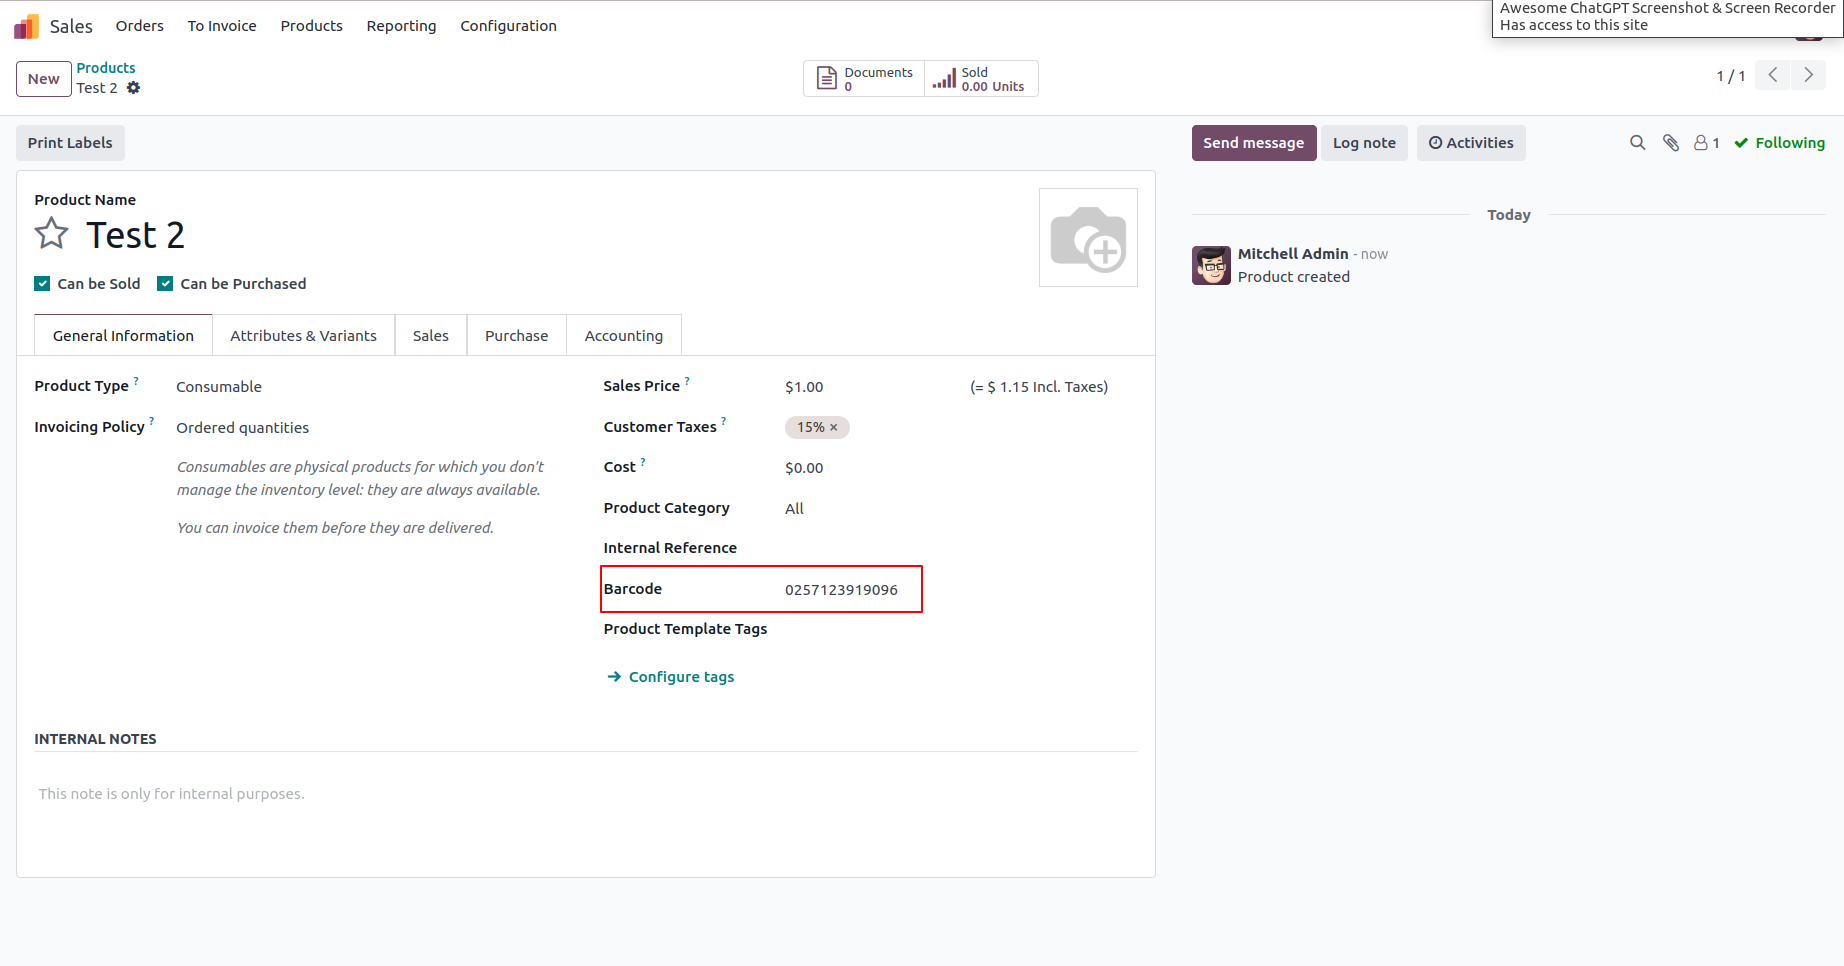 Awesome ChatGPT Screenshot & Screen Recorder
Has access to this site
Sales Orders To Invoice Products Reporting Configuration
New
Products
Test 2
Documents
0
Sold
0.00 Units
1 / 1
Print Labels
Send message Log note Activities 1 Following
Product Name
Test 2
Can be Sold Can be Purchased
General Information Attributes & Variants Sales Purchase Accounting
Product Type ? Consumable
Invoicing Policy ? Ordered quantities
Consumables are physical products for which you don't
manage the inventory level: they are always available.
You can invoice them before they are delivered.
Sales Price ? $1.00 (= $ 1.15 Incl. Taxes)
Customer Taxes ? 15% ×
Cost ? $0.00
Product Category All
Internal Reference
Barcode 0257123919096
Product Template Tags
Configure tags
INTERNAL NOTES
This note is only for internal purposes.
Today
Mitchell Admin - now
Product created